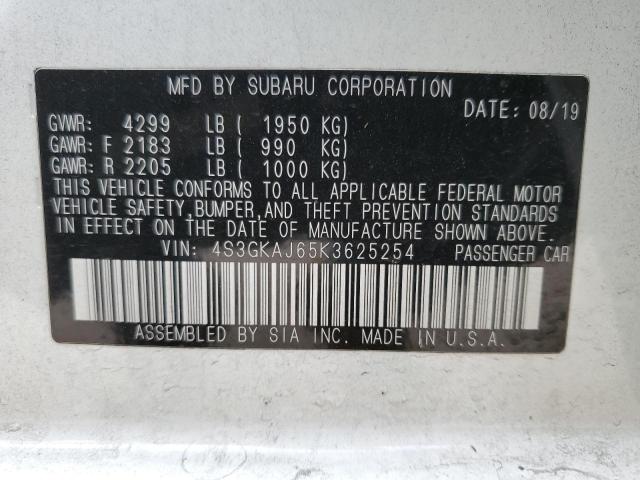 MFD BY SUBARU CORPORATION
DATE: 08/19
GVWR: 4299 LB ( 1950 KG)
GAWR: F 2183 LB ( 990 KG)
GAWR: R 2205 LB ( 1000 KG)
THIS VEHICLE CONFORMS TO ALL APPLICABLE FEDERAL MOTOR
VEHICLE SAFETY,BUMPER,AND THEFT PREVENTION STANDARDS
IN EFFECT ON THE DATE OF MANUFACTURE SHOWN ABOVE.
VIN: 4S3GKAJ65K3625254 PASSENGER CAR
ASSEMBLED BY SIA INC. MADE IN U.S.A.